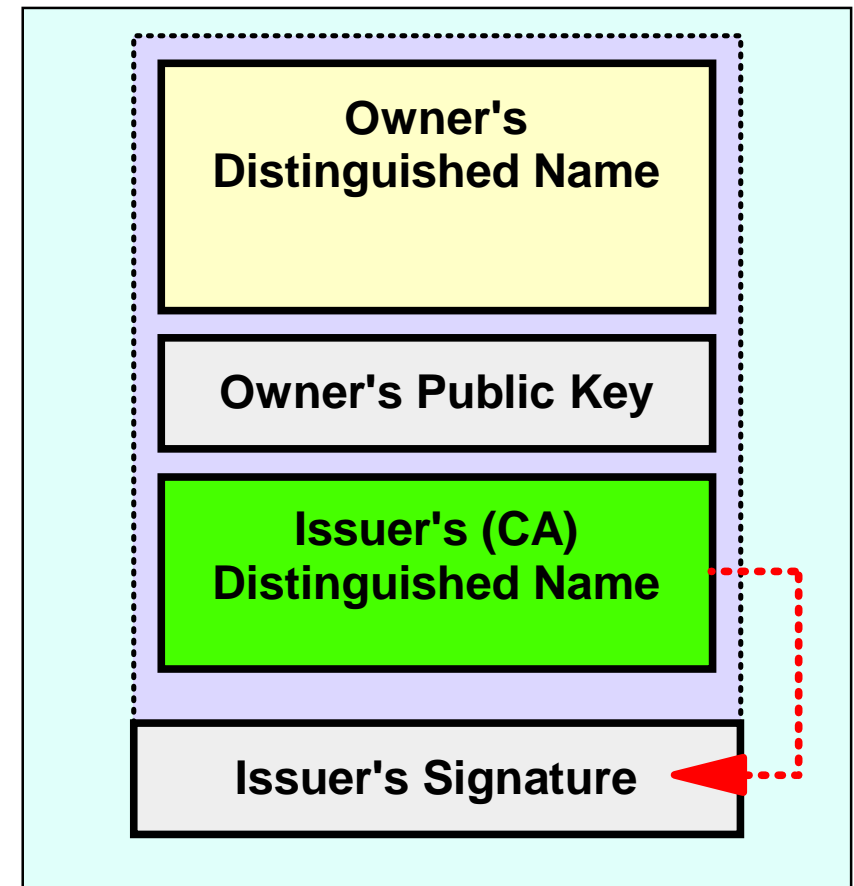 Owner's
Distinguished Name
Owner's Public Key
Issuer's (CA)
Distinguished Name
Issuer's Signature